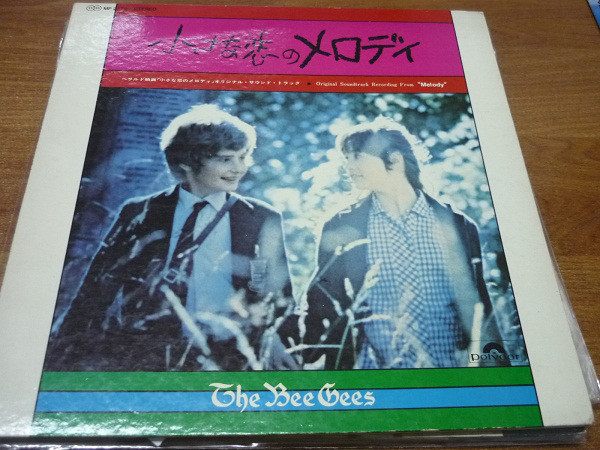 小さな恋のメロディ
ヘラルド映画「小さな恋のメロディ」オリジナル・サウンド・トラック ● Original Soundtrack Recording From "Melody"
Polydor
The Bee Gees